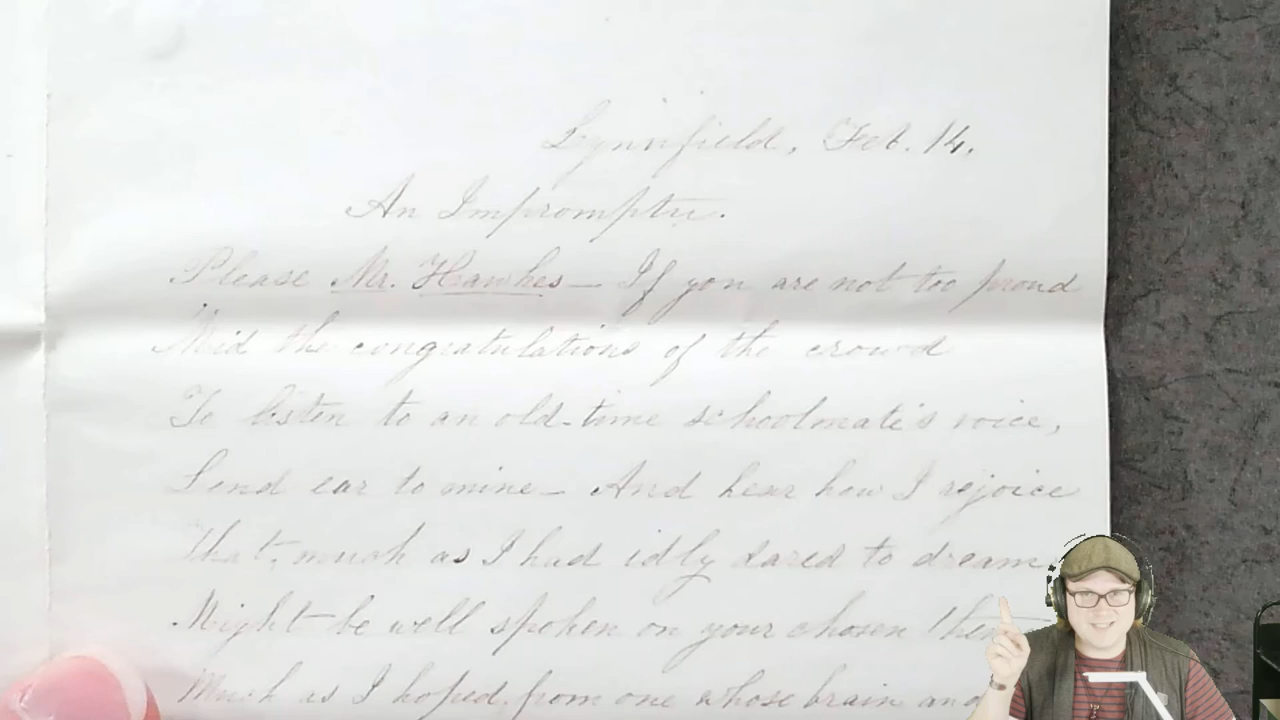 Lynnfield, Feb. 14.
An Impromptu.
Please Mr. Hawkes — If you are not too proud
'Mid the congratulations of the crowd
To listen to an old-time schoolmate's voice,
Lend ear to mine — And hear how I rejoice
That, much as I had idly dared to dream
Might be well spoken on your chosen
Much as I hoped, from one whose brain and